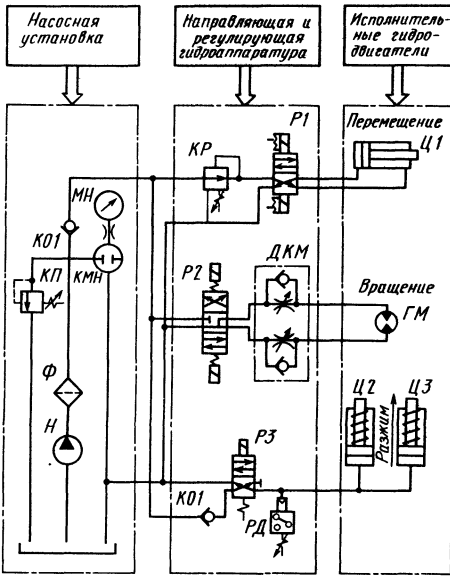 Насосная
установка
Направляющая и
регулирующая
гидроаппаратура
Исполнитель-
ные гидро-
двигатели
Р1
Перемещение
Ц1
КР
МН
КО1
КП
КМН
ДКМ
Р2
Вращение
ГМ
Ф
Н
Ц2
Ц3
Разжим
Р3
КО1
РД